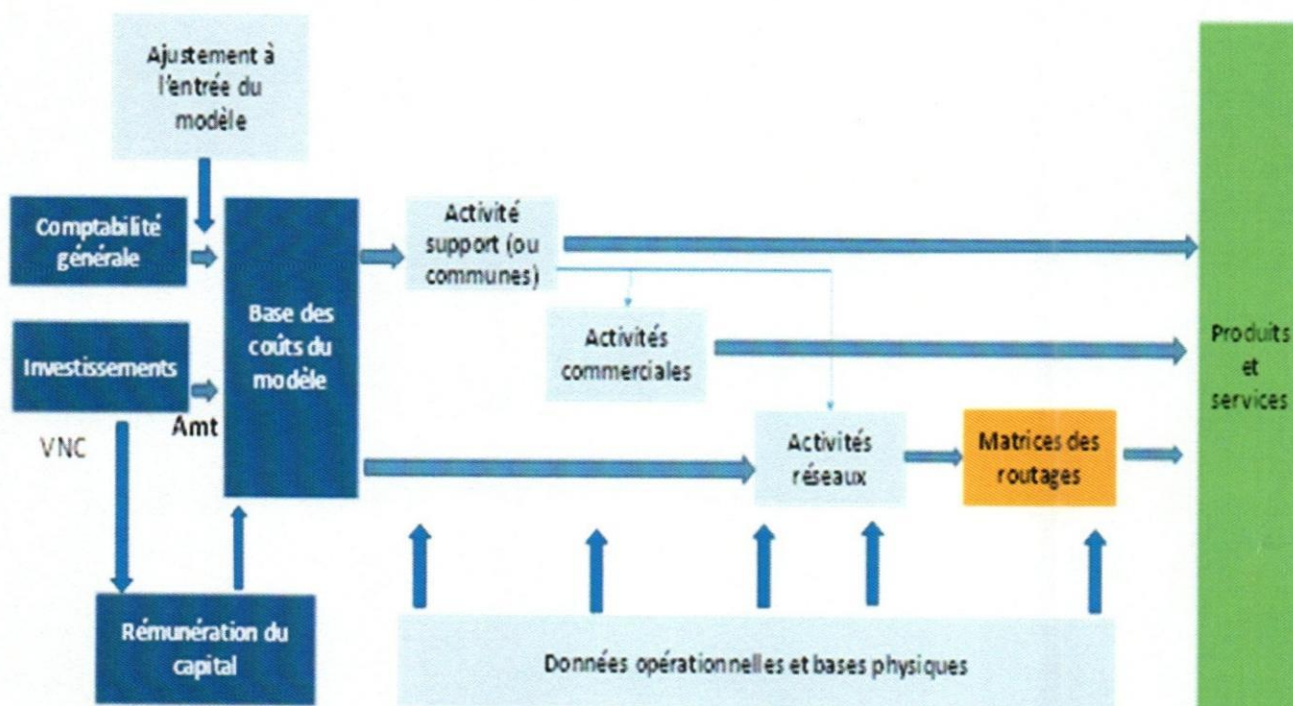 Ajustement à
l'entrée du
modèle
Comptabilité
générale
Investissements
Amt
VNC
Base des
coûts du
modèle
Rémunération du
capital
Activité
support (ou
communes)
Activités
commerciales
Activités
réseaux
Matrices des
routages
Produits
et
services
Données opérationnelles et bases physiques